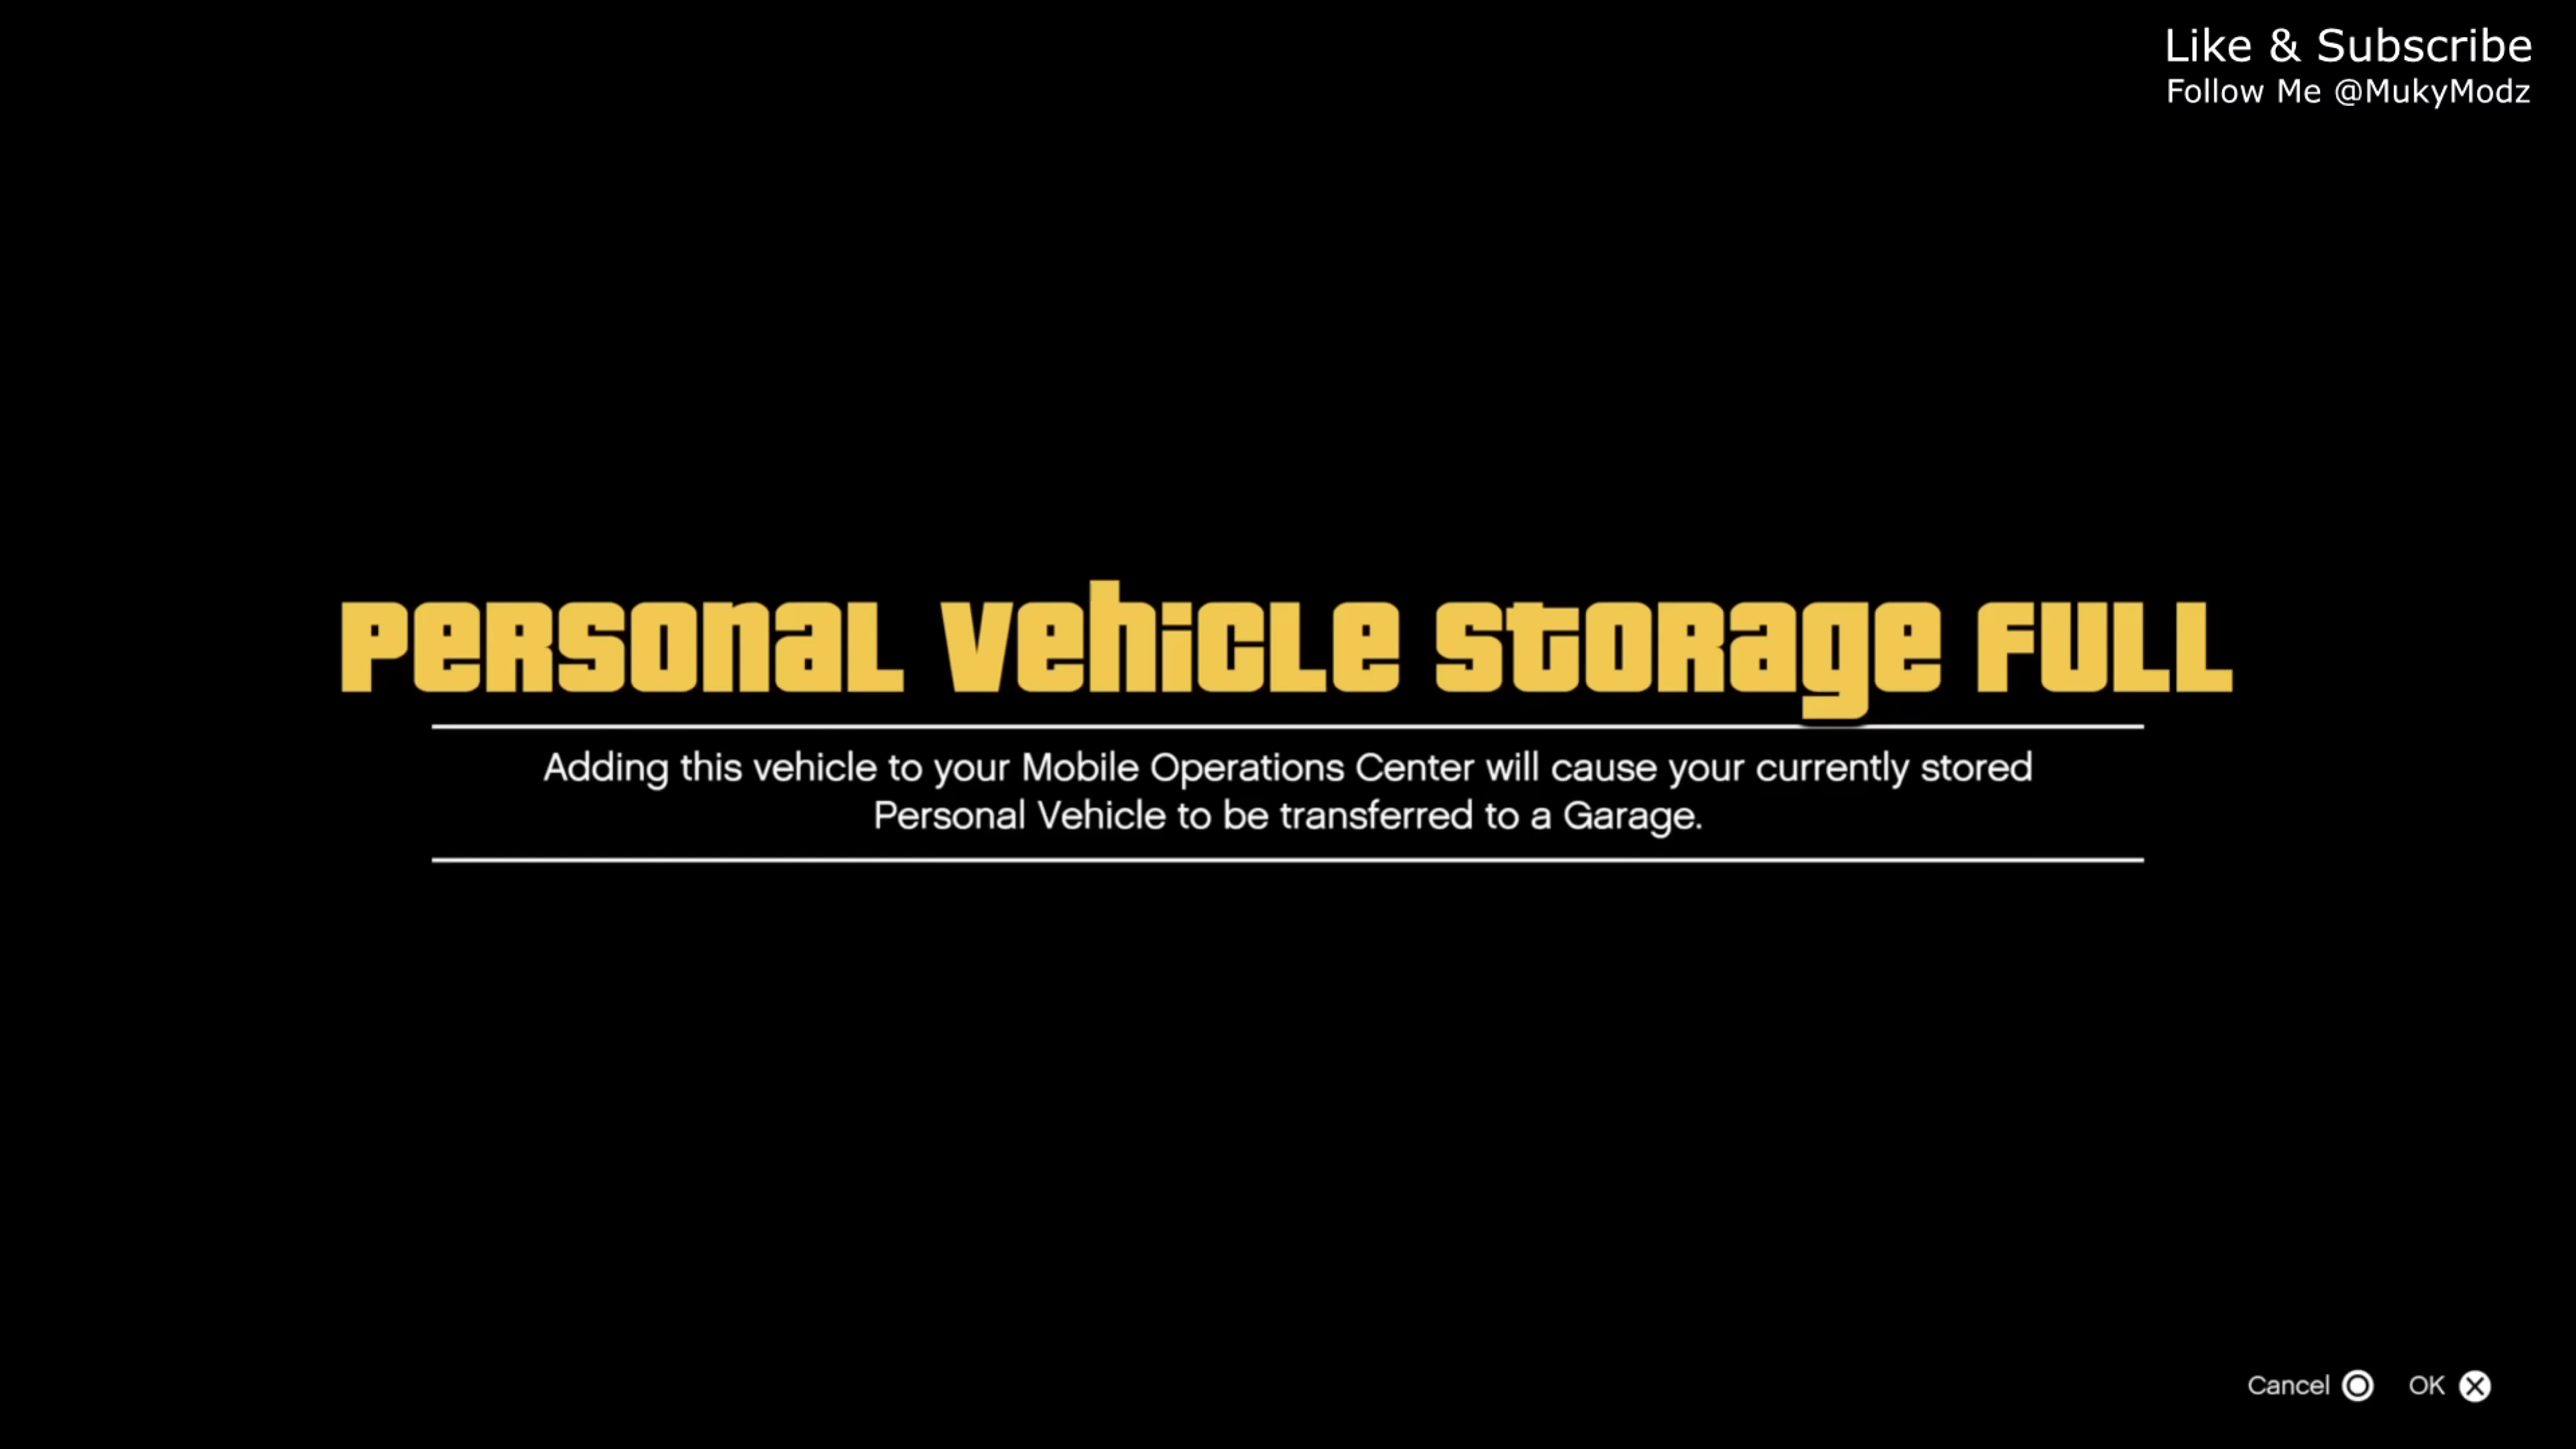 Like & Subscribe
Follow Me @MukyModz
Personal Vehicle Storage Full
Adding this vehicle to your Mobile Operations Center will cause your currently stored
Personal Vehicle to be transferred to a Garage.
Cancel OK